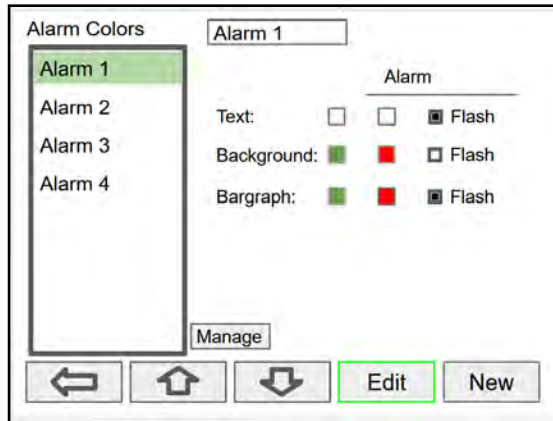 Alarm Colors
Alarm 1
Alarm 1
Alarm 2
Alarm 3
Alarm 4
Alarm
Text: Flash
Background: Flash
Bargraph: Flash
Manage
Edit
New